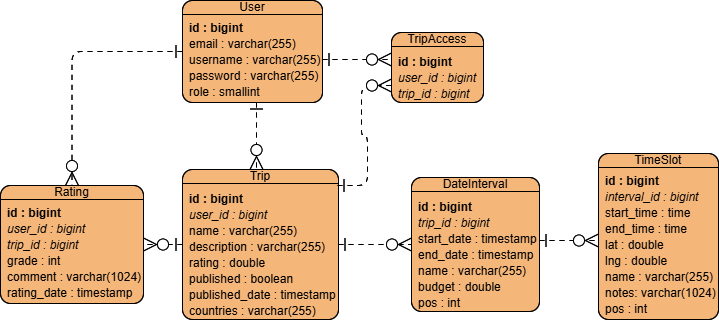 User
id : bigint
email : varchar(255)
username : varchar(255)
password : varchar(255)
role : smallint
TripAccess
id : bigint
user_id : bigint
trip_id : bigint
Rating
id : bigint
user_id : bigint
trip_id : bigint
grade : int
comment : varchar(1024)
rating_date : timestamp
Trip
id : bigint
user_id : bigint
name : varchar(255)
description : varchar(255)
rating : double
published : boolean
published_date : timestamp
countries : varchar(255)
DateInterval
id : bigint
trip_id : bigint
start_date : timestamp
end_date : timestamp
name : varchar(255)
budget : double
pos : int
TimeSlot
id : bigint
interval_id : bigint
start_time : time
end_time : time
lat : double
lng : double
name : varchar(255)
notes: varchar(1024)
pos : int